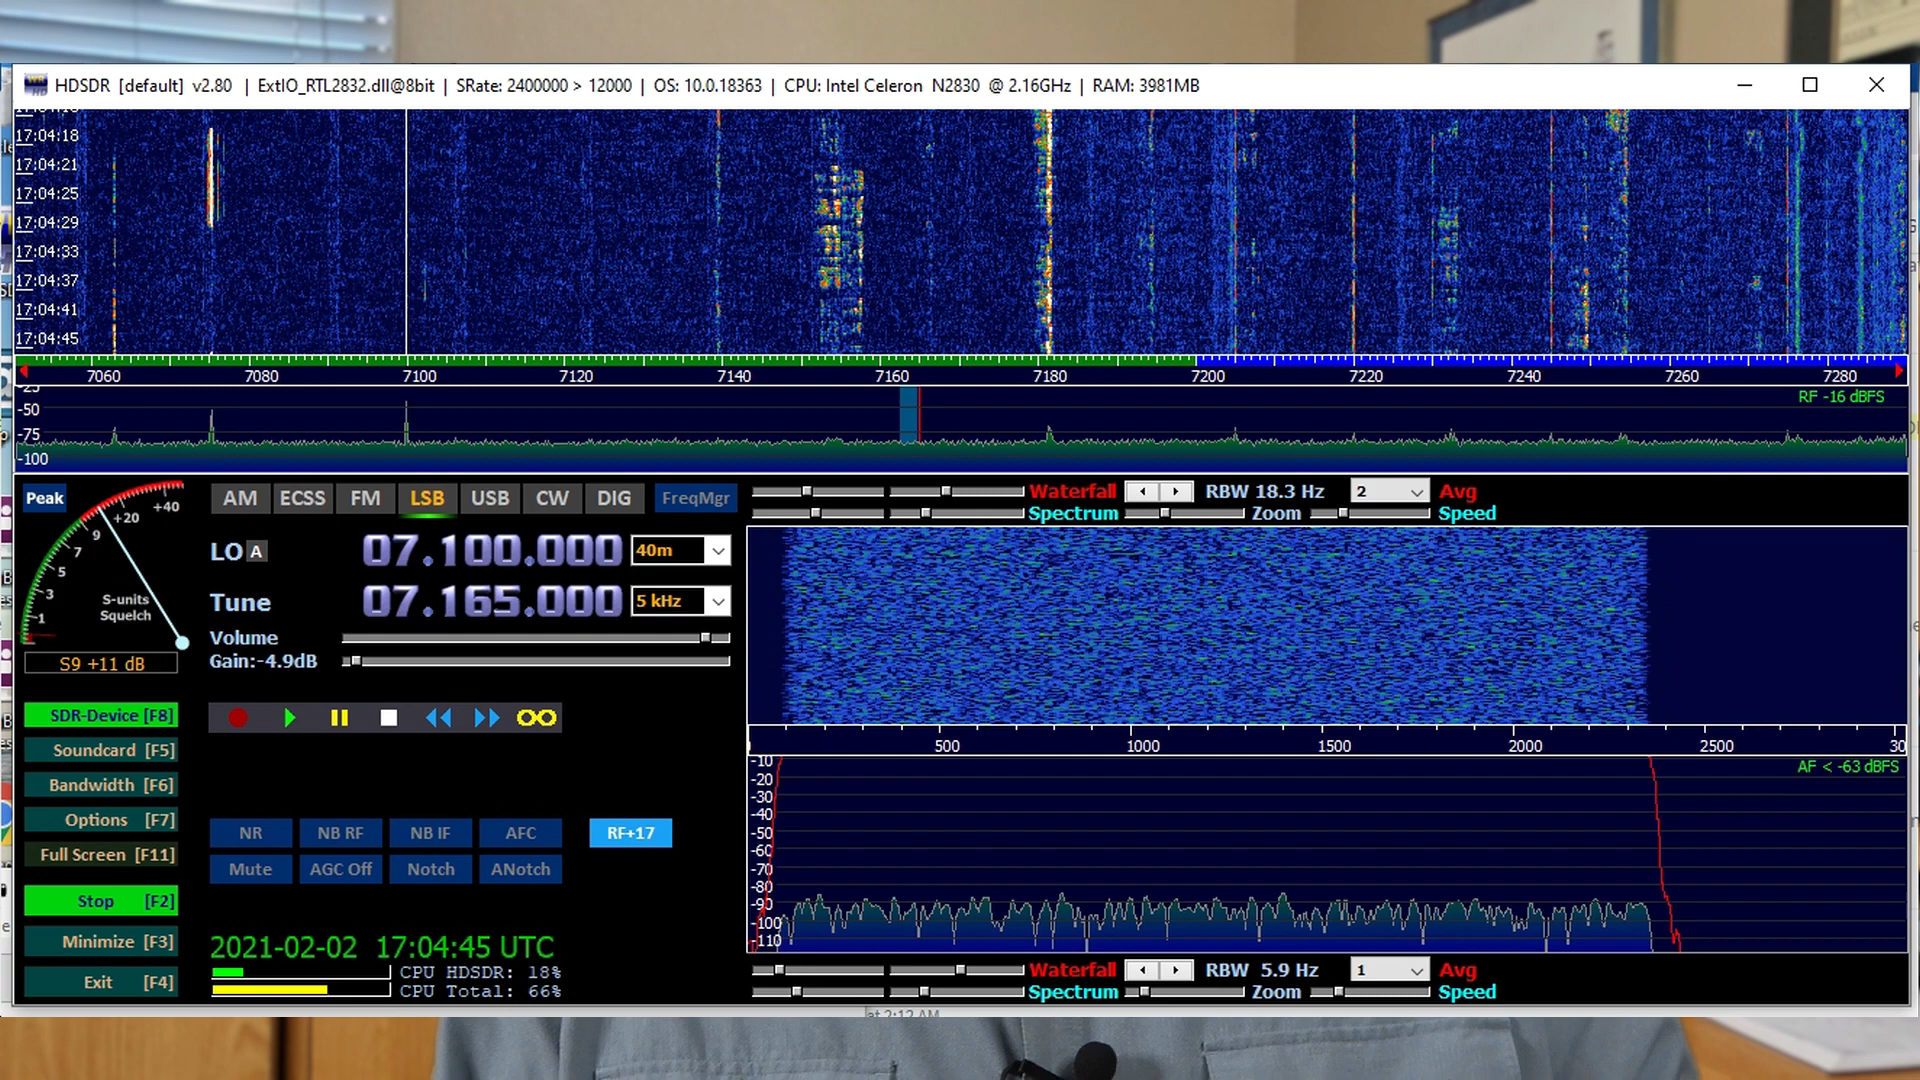 HDSDR [default] v2.80 | ExtIO_RTL2832.dll@8bit | SRate: 2400000 > 12000 | OS: 10.0.18363 | CPU: Intel Celeron N2830 @ 2.16GHz | RAM: 3981MB
17:04:18
17:04:21
17:04:25
17:04:29
17:04:33
17:04:37
17:04:41
17:04:45
7060 7080 7100 7120 7140 7160 7180 7200 7220 7240 7260 7280
-25
-50
-75
-100
RF -16 dBFS
Peak
1 3 5 7 9 +20 +40
S-units
Squelch
S9 +11 dB
AM ECSS FM LSB USB CW DIG FreqMgr
LO A 07.100.000 40m
Tune 07.165.000 5 kHz
Volume
Gain:-4.9dB
SDR-Device [F8]
Soundcard [F5]
Bandwidth [F6]
Options [F7]
Full Screen [F11]
Stop [F2]
Minimize [F3]
Exit [F4]
NR NB RF NB IF AFC RF+17
Mute AGC Off Notch ANotch
2021-02-02 17:04:45 UTC
CPU HDSDR: 18%
CPU Total: 66%
Waterfall RBW 18.3 Hz 2 Avg
Spectrum Zoom Speed
500 1000 1500 2000 2500 30
AF < -63 dBFS
-10
-20
-30
-40
-50
-60
-70
-80
-90
-100
-110
Waterfall RBW 5.9 Hz 1 Avg
Spectrum Zoom Speed
at 2:12 AM